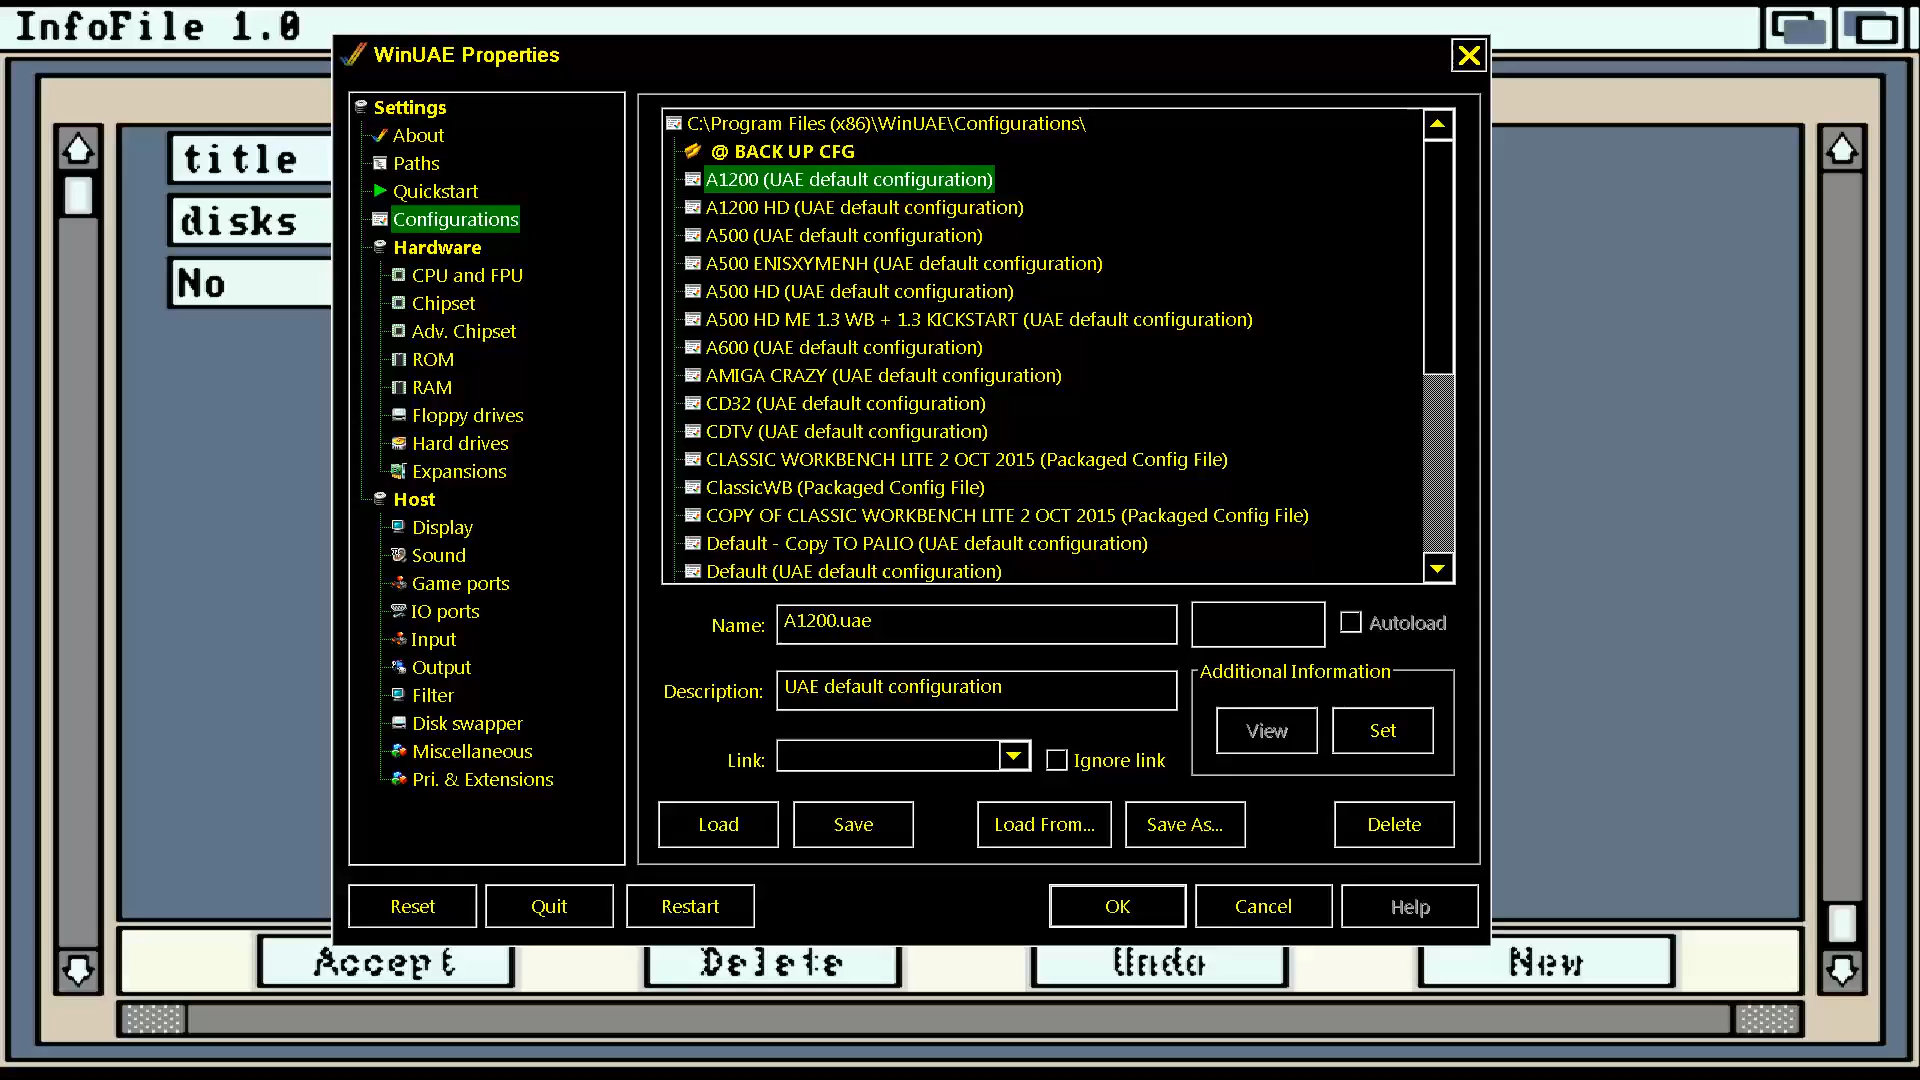 InfoFile 1.0
WinUAE Properties
title
disks
No
Settings
About
Paths
Quickstart
Configurations
Hardware
CPU and FPU
Chipset
Adv. Chipset
ROM
RAM
Floppy drives
Hard drives
Expansions
Host
Display
Sound
Game ports
IO ports
Input
Output
Filter
Disk swapper
Miscellaneous
Pri. & Extensions
C:\Program Files (x86)\WinUAE\Configurations\
@ BACK UP CFG
A1200 (UAE default configuration)
A1200 HD (UAE default configuration)
A500 (UAE default configuration)
A500 ENISXYMENH (UAE default configuration)
A500 HD (UAE default configuration)
A500 HD ME 1.3 WB + 1.3 KICKSTART (UAE default configuration)
A600 (UAE default configuration)
AMIGA CRAZY (UAE default configuration)
CD32 (UAE default configuration)
CDTV (UAE default configuration)
CLASSIC WORKBENCH LITE 2 OCT 2015 (Packaged Config File)
ClassicWB (Packaged Config File)
COPY OF CLASSIC WORKBENCH LITE 2 OCT 2015 (Packaged Config File)
Default - Copy TO PALIO (UAE default configuration)
Default (UAE default configuration)
Name: A1200.uae Autoload
Description: UAE default configuration
Additional Information
View Set
Link: Ignore link
Load Save Load From... Save As... Delete
Reset Quit Restart OK Cancel Help
Accept Delete Undo New